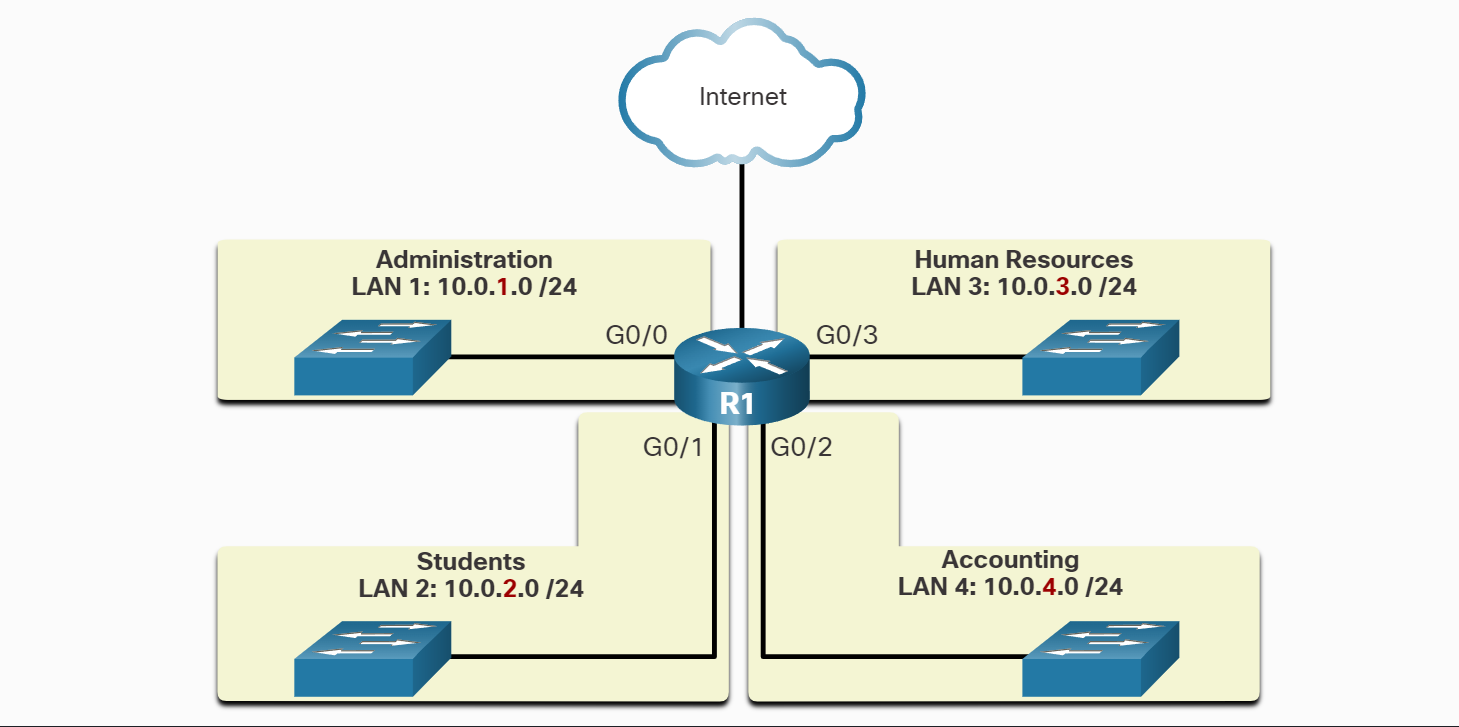 Internet
Administration
LAN 1: 10.0.1.0 /24
Human Resources
LAN 3: 10.0.3.0 /24
G0/0
G0/3
R1
G0/1
G0/2
Students
LAN 2: 10.0.2.0 /24
Accounting
LAN 4: 10.0.4.0 /24